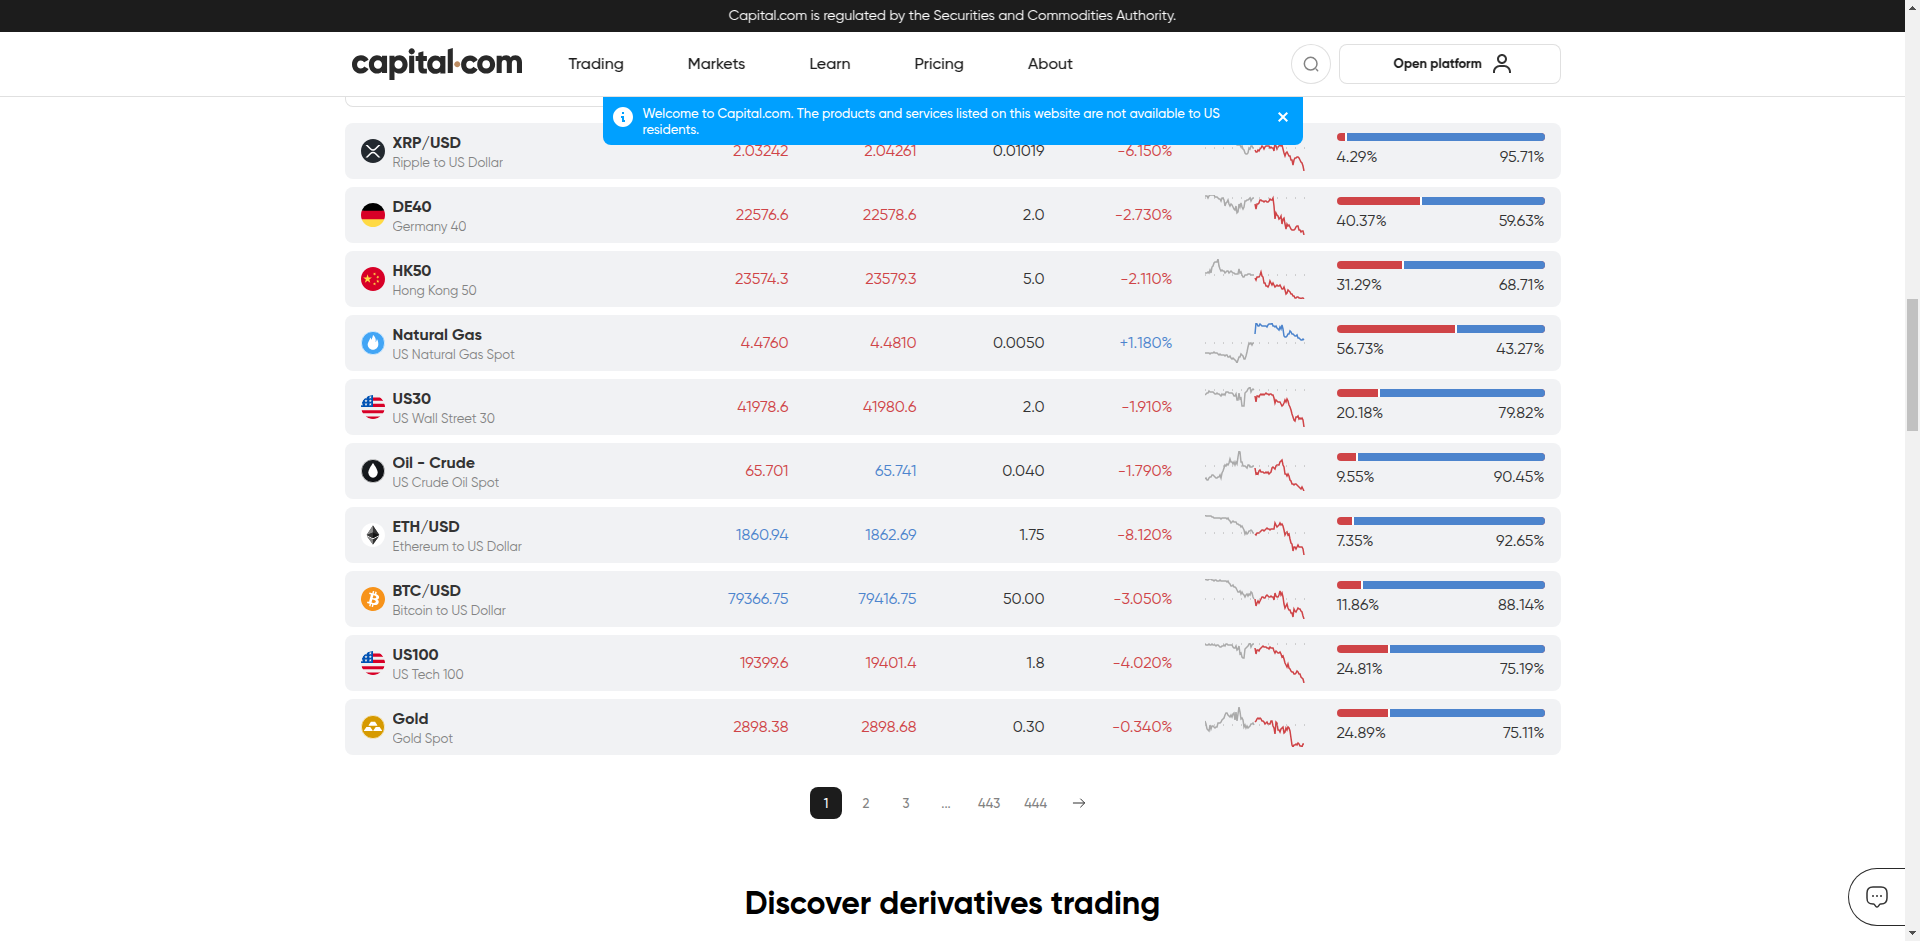 Capital.com is regulated by the Securities and Commodities Authority.
capital.com
Trading
Markets
Learn
Pricing
About
Open platform
Welcome to Capital.com. The products and services listed on this website are not available to US
residents.
XRP/USD
Ripple to US Dollar
2.03242
2.04261
0.01019
-6.150%
4.29%
95.71%
DE40
Germany 40
22576.6
22578.6
2.0
-2.730%
40.37%
59.63%
HK50
Hong Kong 50
23574.3
23579.3
5.0
-2.110%
31.29%
68.71%
Natural Gas
US Natural Gas Spot
4.4760
4.4810
0.0050
+1.180%
56.73%
43.27%
US30
US Wall Street 30
41978.6
41980.6
2.0
-1.910%
20.18%
79.82%
Oil - Crude
US Crude Oil Spot
65.701
65.741
0.040
-1.790%
9.55%
90.45%
ETH/USD
Ethereum to US Dollar
1860.94
1862.69
1.75
-8.120%
7.35%
92.65%
BTC/USD
Bitcoin to US Dollar
79366.75
79416.75
50.00
-3.050%
11.86%
88.14%
US100
US Tech 100
19399.6
19401.4
1.8
-4.020%
24.81%
75.19%
Gold
Gold Spot
2898.38
2898.68
0.30
-0.340%
24.89%
75.11%
1 2 3 ... 443 444
Discover derivatives trading